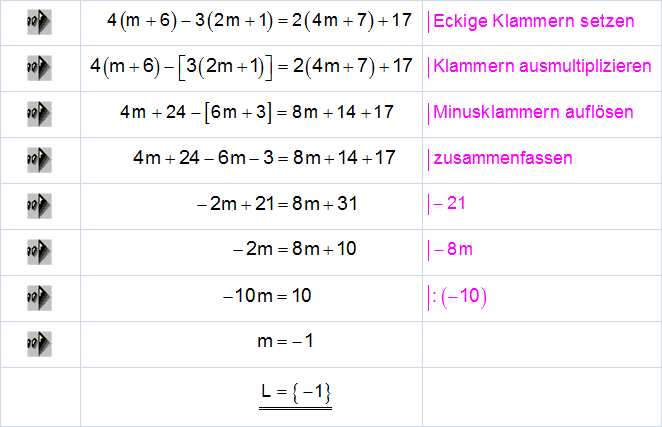 4(m + 6) − 3(2m + 1) = 2(4m + 7) + 17 |Eckige Klammern setzen
4(m + 6) − [3(2m + 1)] = 2(4m + 7) + 17 |Klammern ausmultiplizieren
4m + 24 − [6m + 3] = 8m + 14 + 17 |Minusklammern auflösen
4m + 24 − 6m − 3 = 8m + 14 + 17 |zusammenfassen
− 2m + 21 = 8m + 31 |− 21
− 2m = 8m + 10 |− 8m
−10m = 10 |: (−10)
m = − 1
L = {−1}